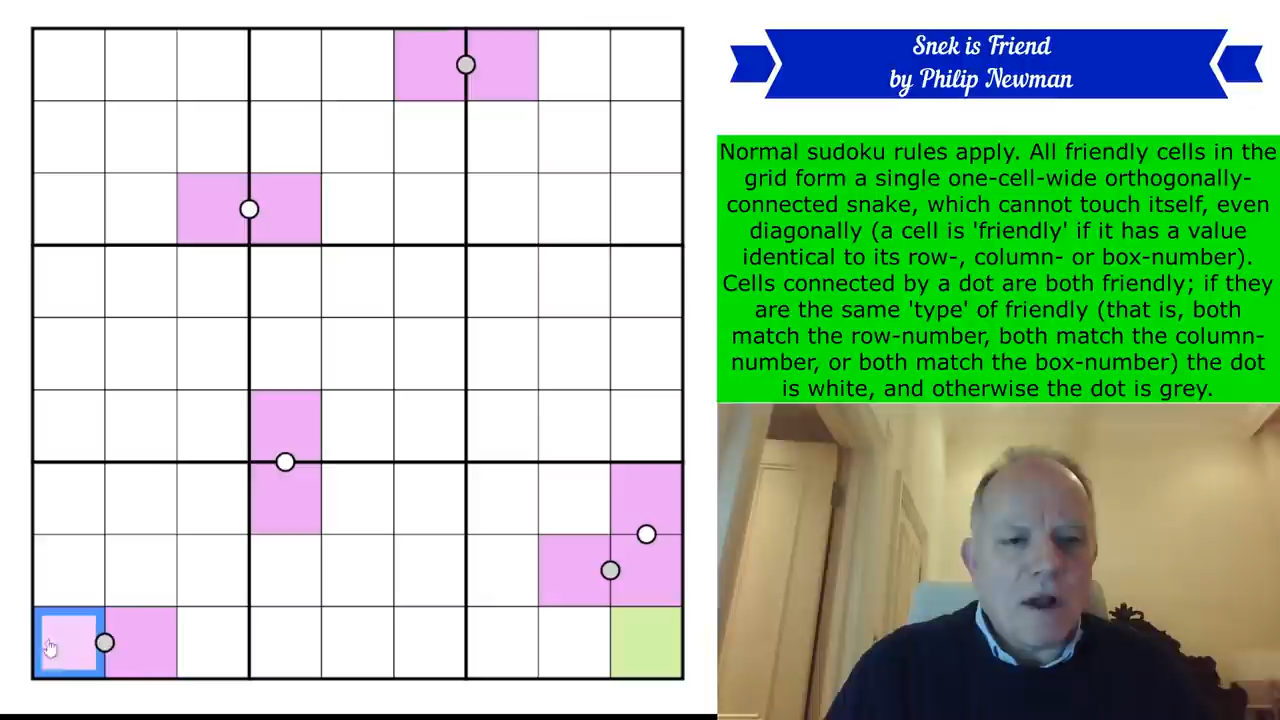 Snek is Friend
by Philip Newman
Normal sudoku rules apply. All friendly cells in the
grid form a single one-cell-wide orthogonally-
connected snake, which cannot touch itself, even
diagonally (a cell is 'friendly' if it has a value
identical to its row-, column- or box-number).
Cells connected by a dot are both friendly; if they
are the same 'type' of friendly (that is, both
match the row-number, both match the column-
number, or both match the box-number) the dot
is white, and otherwise the dot is grey.